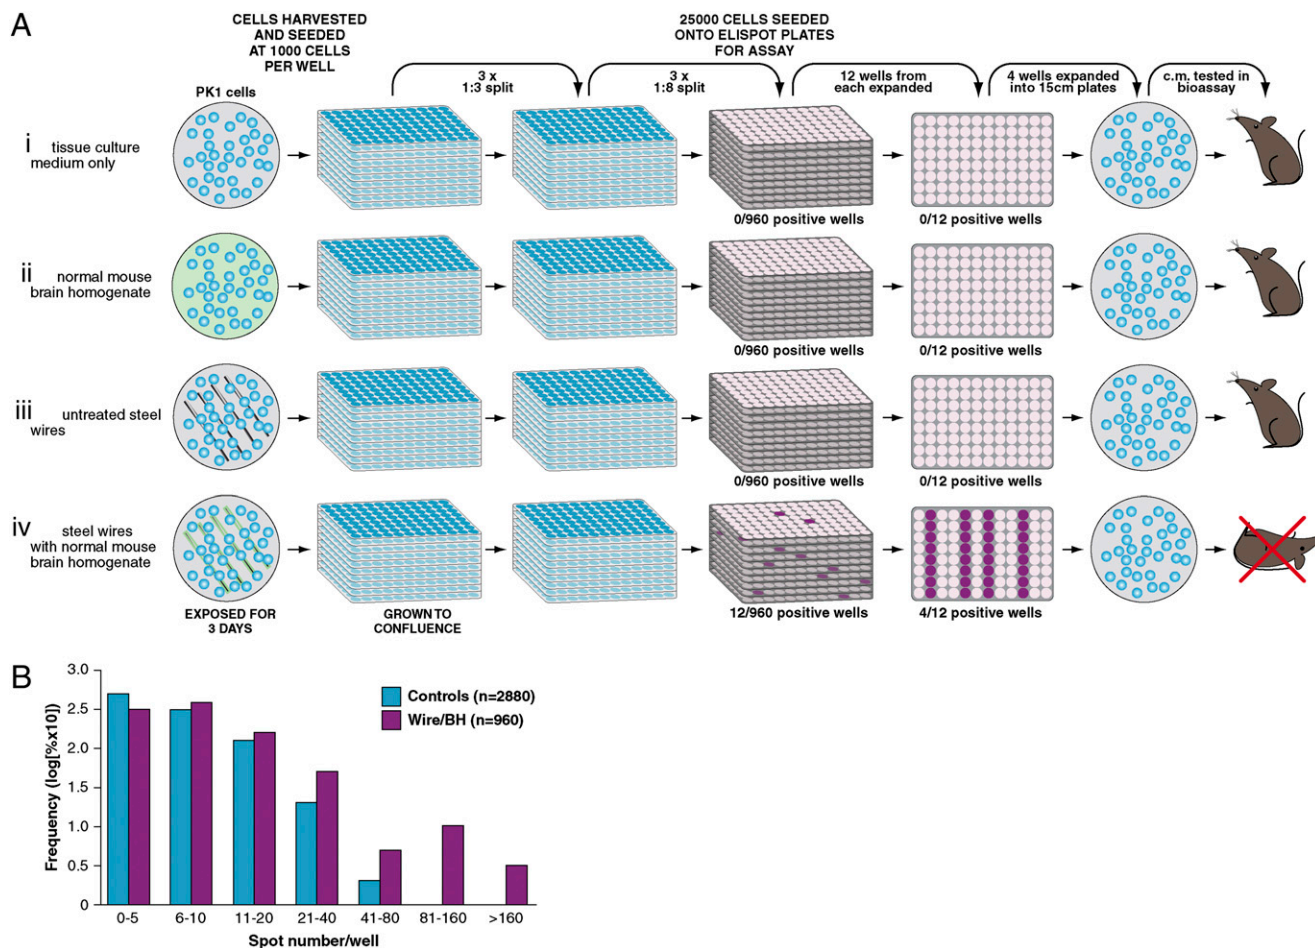 A
CELLS HARVESTED
AND SEEDED
AT 1000 CELLS
PER WELL
25000 CELLS SEEDED
ONTO ELISPOT PLATES
FOR ASSAY
PK1 cells
3 x
1:3 split
3 x
1:8 split
12 wells from
each expanded
4 wells expanded
into 15cm plates
c.m. tested in
bioassay
i tissue culture
medium only
0/960 positive wells
0/12 positive wells
ii normal mouse
brain homogenate
0/960 positive wells
0/12 positive wells
iii untreated steel
wires
0/960 positive wells
0/12 positive wells
iv steel wires
with normal mouse
brain homogenate
EXPOSED FOR
3 DAYS
GROWN TO
CONFLUENCE
12/960 positive wells
4/12 positive wells
B
Frequency (log[%x10])
3.0
2.5
2.0
1.5
1.0
0.5
0
Controls (n=2880)
Wire/BH (n=960)
0-5 6-10 11-20 21-40 41-80 81-160 >160
Spot number/well